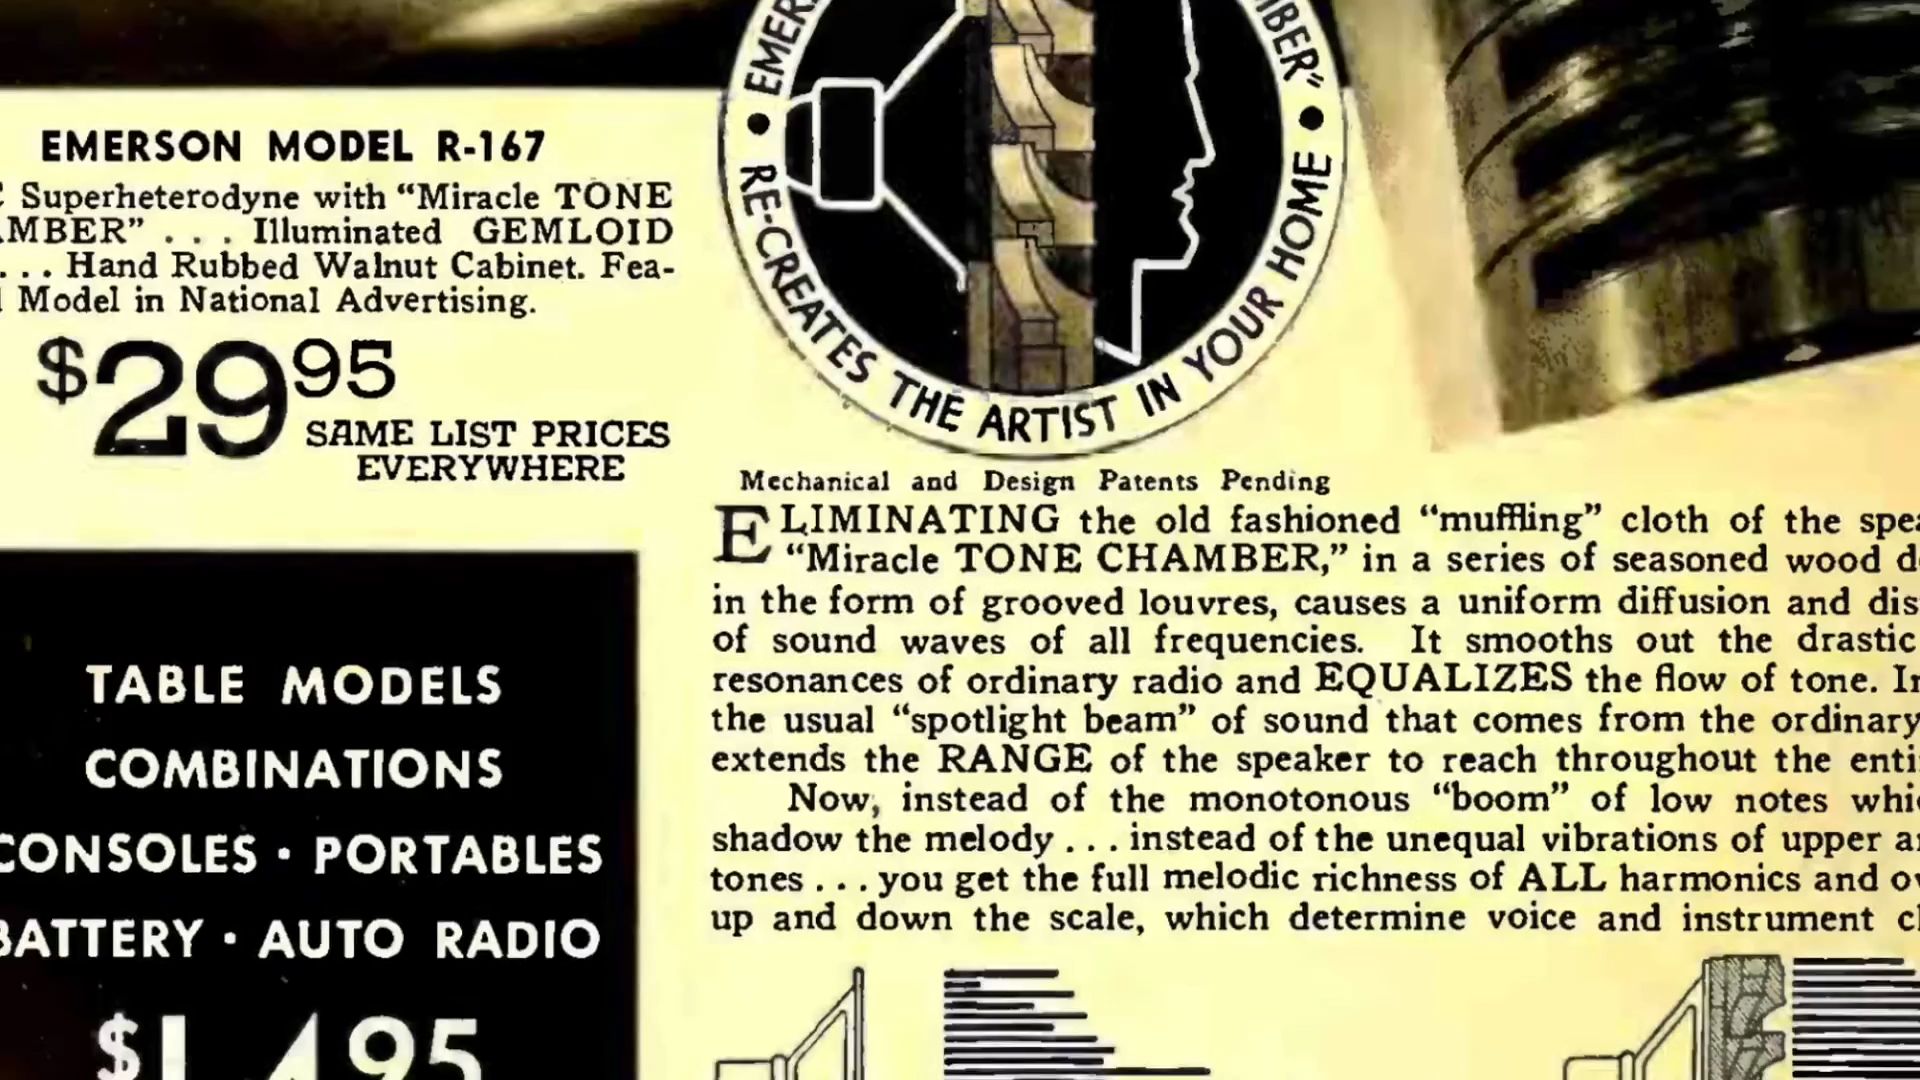 EMERSON MODEL R-167
Superheterodyne with “Miracle TONE
AMBER” . . . Illuminated GEMLOID
. . . Hand Rubbed Walnut Cabinet. Fea-
Model in National Advertising.
$29 95
SAME LIST PRICES
EVERYWHERE
TABLE MODELS
COMBINATIONS
CONSOLES · PORTABLES
BATTERY · AUTO RADIO
$14 95
EMER
MBER”
• RE-CREATES THE ARTIST IN YOUR HOME •
Mechanical and Design Patents Pending
ELIMINATING the old fashioned “muffling” cloth of the spea
“Miracle TONE CHAMBER,” in a series of seasoned wood d
in the form of grooved louvres, causes a uniform diffusion and dis
of sound waves of all frequencies. It smooths out the drastic
resonances of ordinary radio and EQUALIZES the flow of tone. In
the usual “spotlight beam” of sound that comes from the ordinary
extends the RANGE of the speaker to reach throughout the enti
Now, instead of the monotonous “boom” of low notes whic
shadow the melody . . . instead of the unequal vibrations of upper a
tones . . . you get the full melodic richness of ALL harmonics and ov
up and down the scale, which determine voice and instrument c